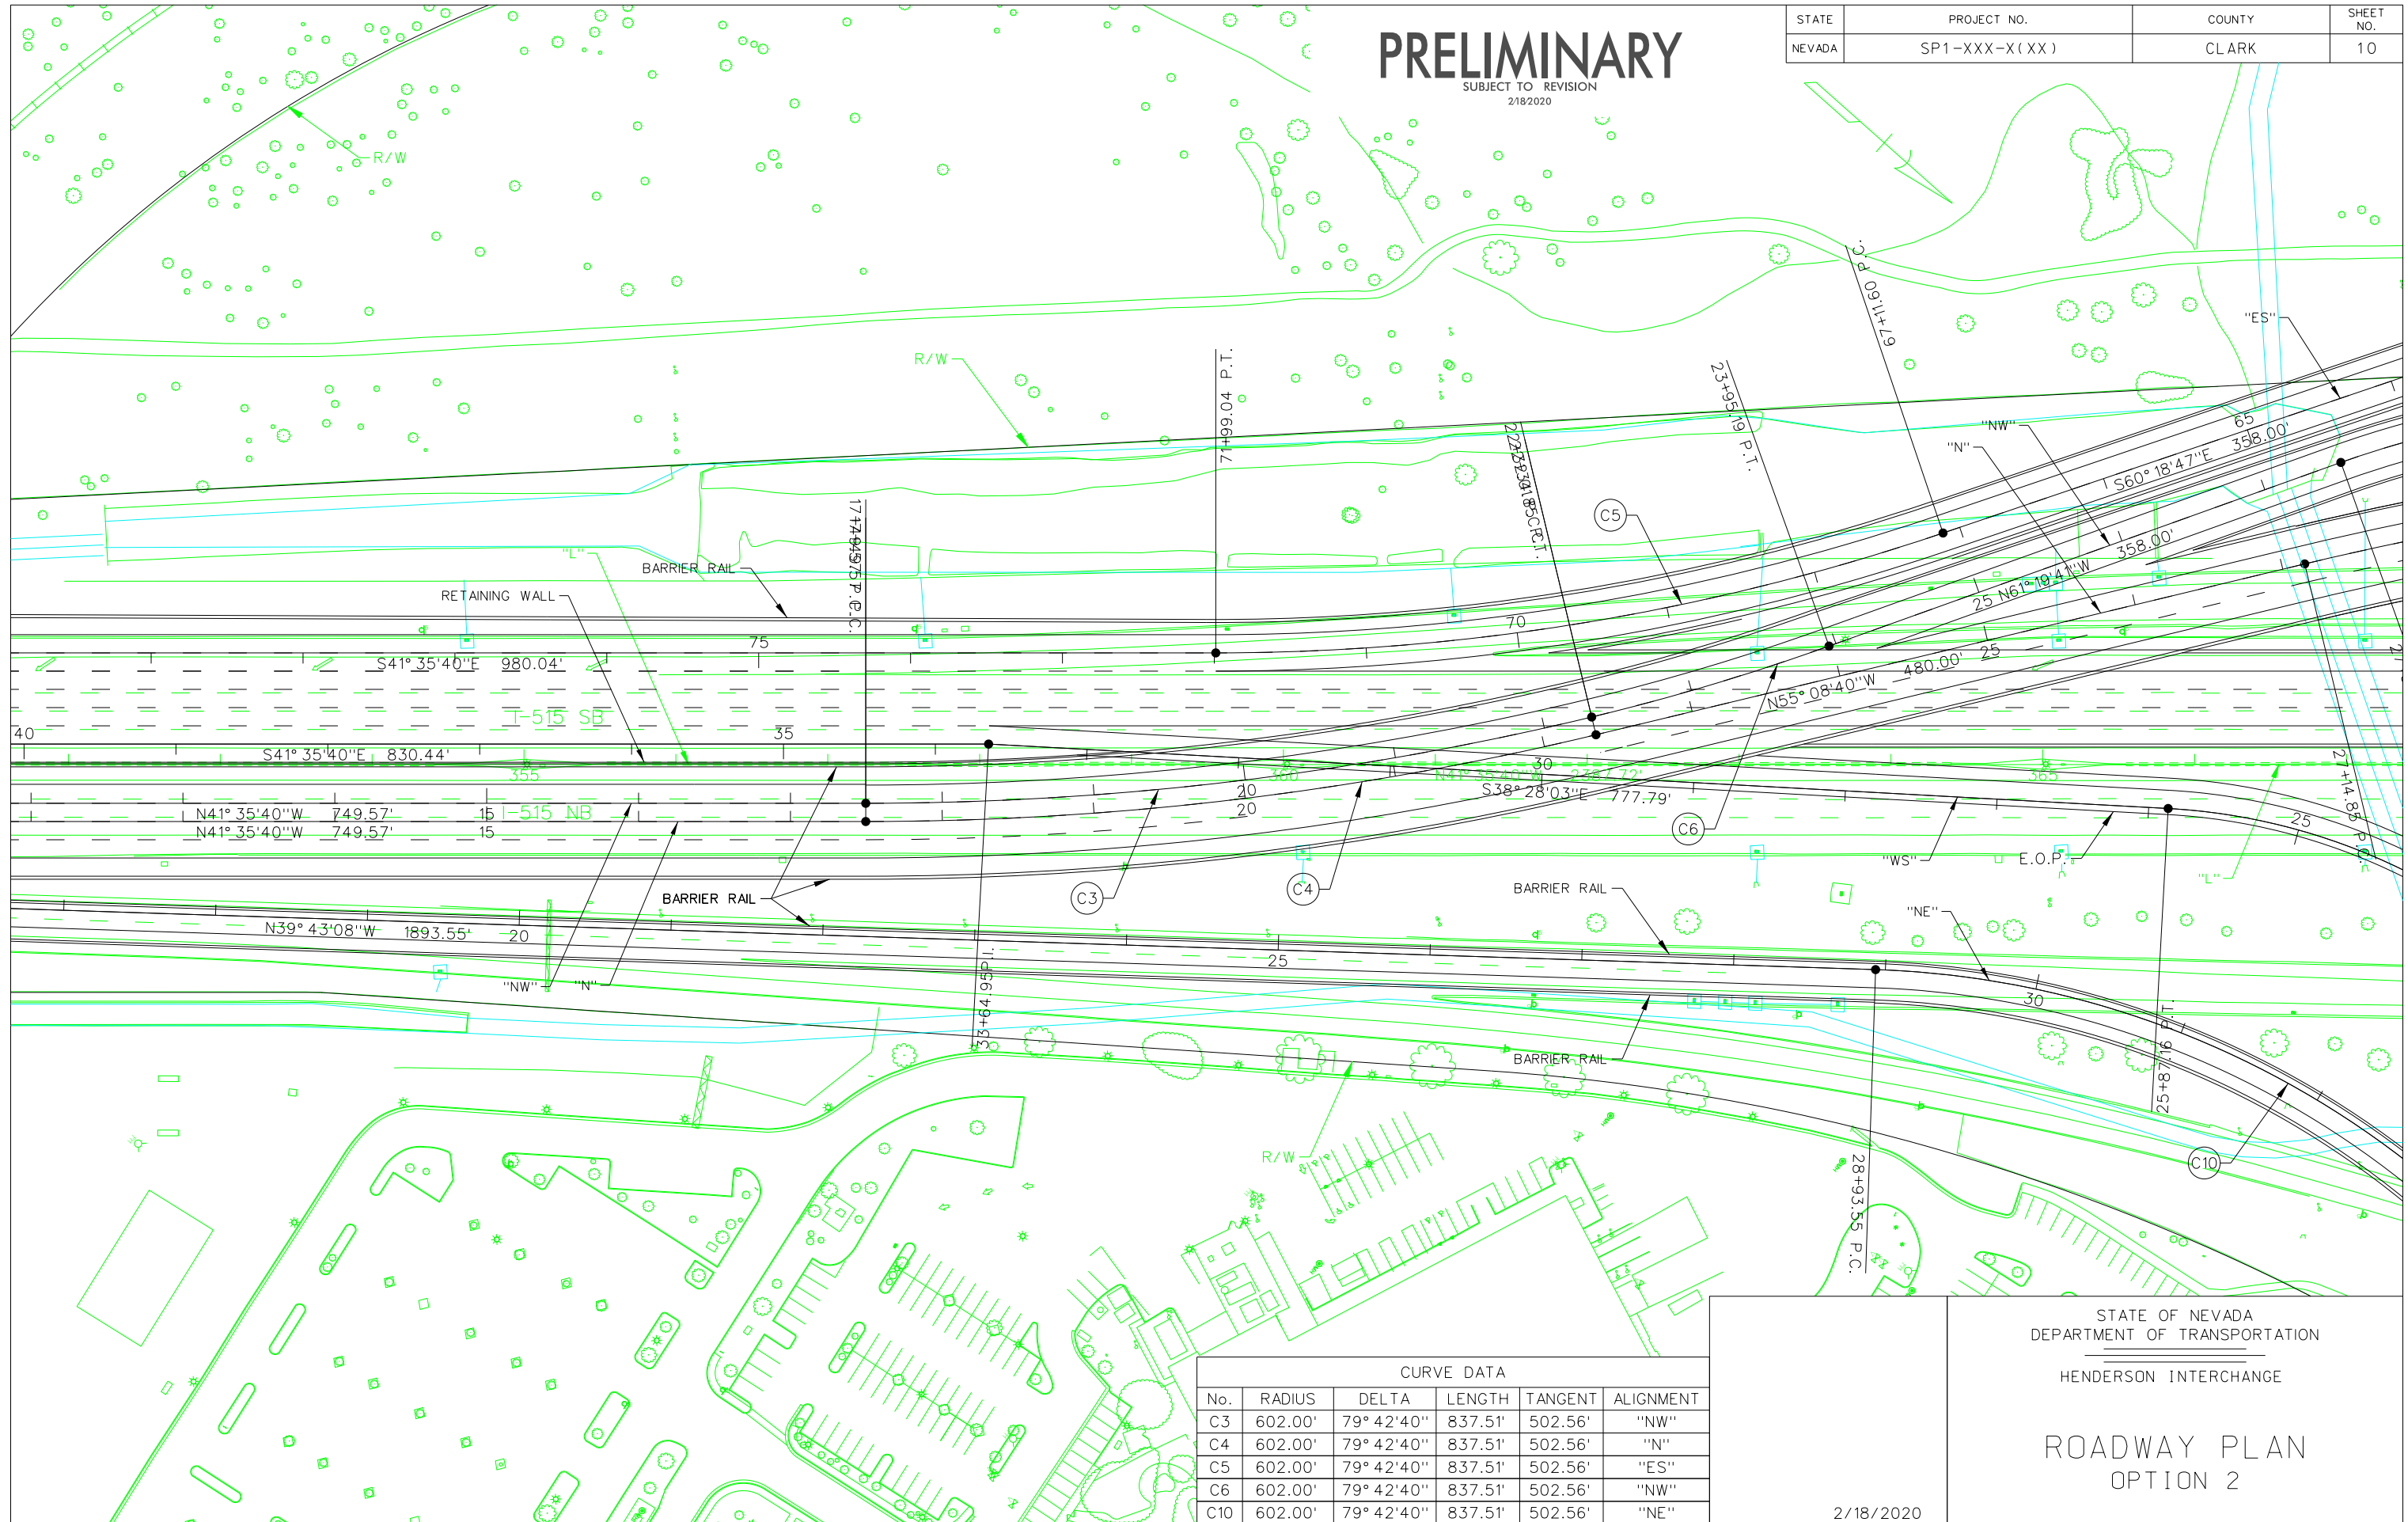 PRELIMINARY
SUBJECT TO REVISION
2/18/2020
STATE PROJECT NO. COUNTY SHEET NO.
NEVADA SP1-XXX-X(XX) CLARK 10
R/W
R/W
"ES"
67+11.60 P.C.
71+99.04 P.T.
23+95.19 P.T.
"NW"
"N"
65
S60°18'47"E 358.00'
C5
358.00'
25 N61°19'41"W
"L"
BARRIER RAIL
RETAINING WALL
70
75
S41°35'40"E 980.04'
25
N55°08'40"W 480.00'
I-515 SB
40
35
S41°35'40"E 830.44'
355
360
365
30
N41°35'40"W
S38°28'03"E 777.79'
20
20
27+14.85 P.C.
N41°35'40"W 749.57' 15
I-515 NB
N41°35'40"W 749.57' 15
25
C6
"WS"
E.O.P.
"L"
C3
C4
BARRIER RAIL
BARRIER RAIL
"NE"
N39°43'08"W 1893.55' 20
25
"NW"
"N"
33+64.95 P.I.
30
BARRIER RAIL
25+87.16 P.T.
R/W
C10
28+93.55 P.C.
CURVE DATA
No. RADIUS DELTA LENGTH TANGENT ALIGNMENT
C3 602.00' 79°42'40" 837.51' 502.56' "NW"
C4 602.00' 79°42'40" 837.51' 502.56' "N"
C5 602.00' 79°42'40" 837.51' 502.56' "ES"
C6 602.00' 79°42'40" 837.51' 502.56' "NW"
C10 602.00' 79°42'40" 837.51' 502.56' "NE"
2/18/2020
STATE OF NEVADA
DEPARTMENT OF TRANSPORTATION
HENDERSON INTERCHANGE
ROADWAY PLAN
OPTION 2